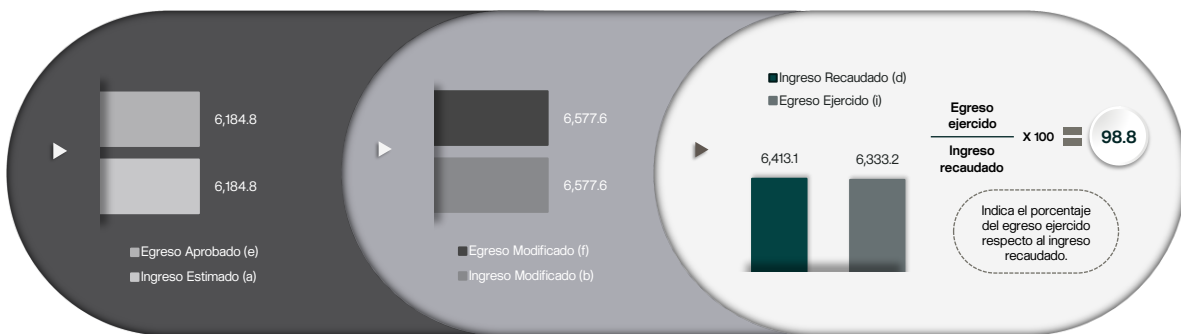 6,184.8
6,184.8
Egreso Aprobado (e)
Ingreso Estimado (a)
6,577.6
6,577.6
Egreso Modificado (f)
Ingreso Modificado (b)
Ingreso Recaudado (d)
Egreso Ejercido (i)
6,413.1
6,333.2
Egreso
ejercido
Ingreso
recaudado
X 100
98.8
Indica el porcentaje
del egreso ejercido
respecto al ingreso
recaudado.